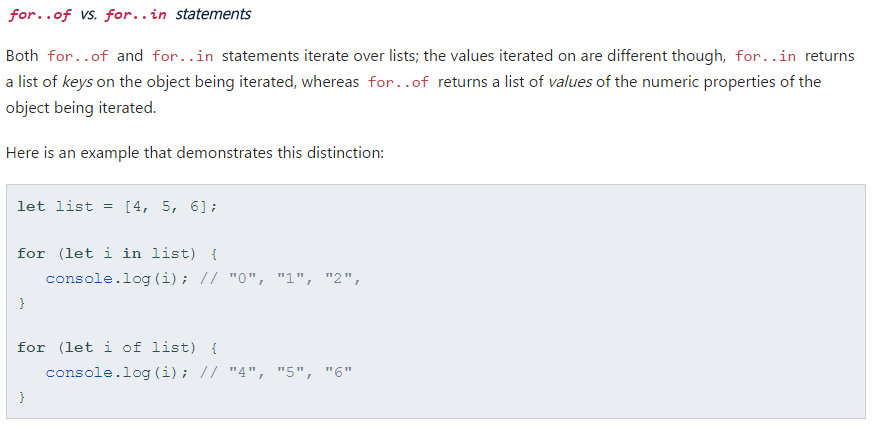 for..of vs. for..in statements
Both for..of and for..in statements iterate over lists; the values iterated on are different though, for..in returns
a list of keys on the object being iterated, whereas for..of returns a list of values of the numeric properties of the
object being iterated.
Here is an example that demonstrates this distinction:
let list = [4, 5, 6];
for (let i in list) {
   console.log(i); // "0", "1", "2",
}
for (let i of list) {
   console.log(i); // "4", "5", "6"
}